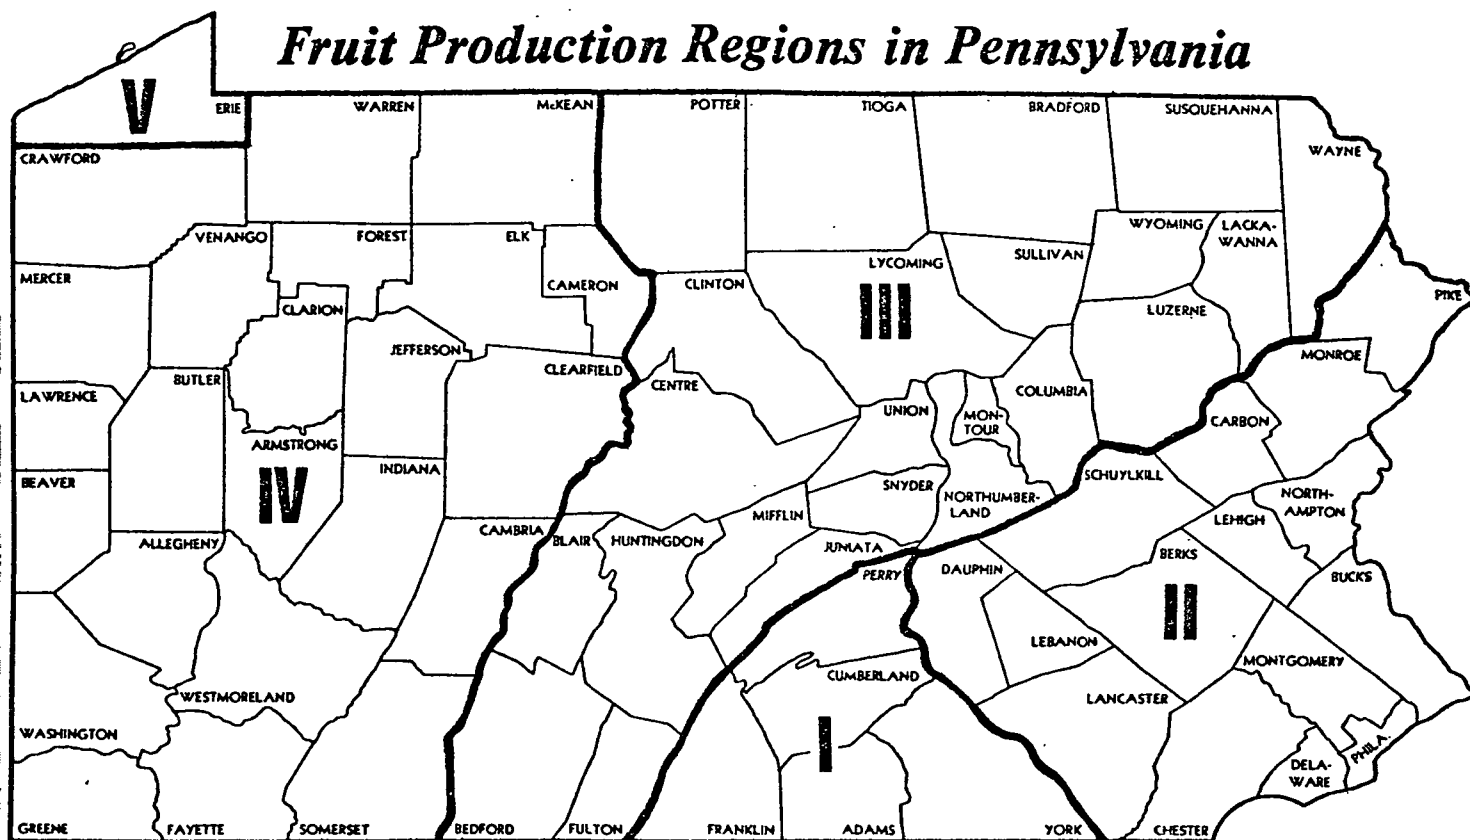 Fruit Production Regions in Pennsylvania
V
ERIE
WARREN
McKEAN
POTTER
TIOGA
BRADFORD
SUSQUEHANNA
WAYNE
CRAWFORD
VENANGO
FOREST
ELK
WYOMING
LACKA-
WANNA
MERCER
CLARION
CAMERON
CLINTON
LYCOMING
SULLIVAN
III
LUZERNE
PIKE
JEFFERSON
CLEARFIELD
CENTRE
MONROE
LAWRENCE
BUTLER
UNION
MON-
TOUR
COLUMBIA
CARBON
ARMSTRONG
IV
INDIANA
BEAVER
SNYDER
NORTHUMBER-
LAND
SCHUYLKILL
NORTH-
AMPTON
MIFFLIN
LEHIGH
ALLEGHENY
CAMBRIA
BLAIR
HUNTINGDON
JUNIATA
PERRY
DAUPHIN
BERKS
BUCKS
II
LEBANON
MONTGOMERY
CUMBERLAND
WESTMORELAND
LANCASTER
WASHINGTON
I
PHILA.
DELA-
WARE
GREENE
FAYETTE
SOMERSET
BEDFORD
FULTON
FRANKLIN
ADAMS
YORK
CHESTER